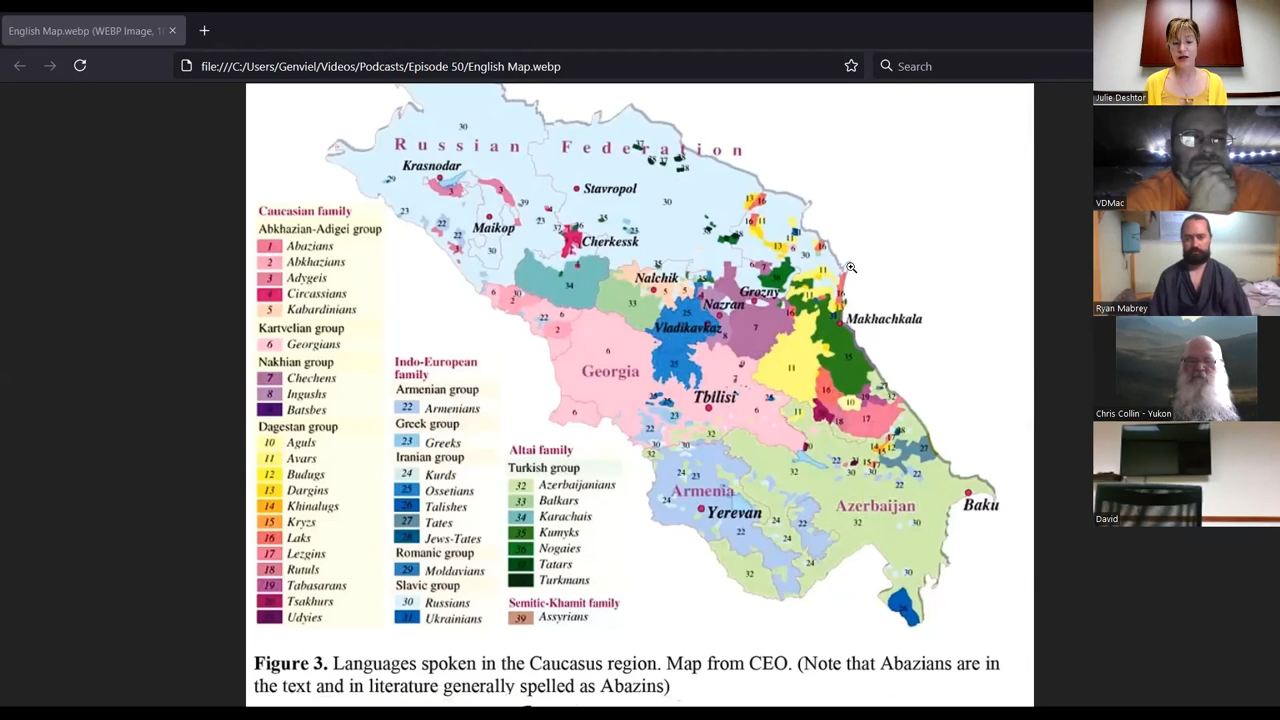 English Map.webp (WEBP Image, 1
file:///C:/Users/Genviel/Videos/Podcasts/Episode 50/English Map.webp
Search
Julie Deshtor
VDMac
Ryan Mabrey
Chris Collin - Yukon
David
Russian Federation
Krasnodar
Stavropol
Maikop
Cherkessk
Nalchik
Nazran
Grozny
Vladikavkaz
Makhachkala
Georgia
Tbilisi
Armenia
Yerevan
Azerbaijan
Baku
Caucasian family
Abkhazian-Adigei group
1 Abazians
2 Abkhazians
3 Adygeis
4 Circassians
5 Kabardinians
Kartvelian group
6 Georgians
Nakhian group
7 Chechens
8 Ingushs
Batsbes
Dagestan group
10 Aguls
11 Avars
12 Budugs
13 Dargins
14 Khinalugs
15 Kryzs
16 Laks
17 Lezgins
18 Rutuls
19 Tabasarans
Tsakhurs
Udyies
Indo-European
family
Armenian group
22 Armenians
Greek group
23 Greeks
Iranian group
24 Kurds
25 Ossetians
26 Talishes
27 Tates
28 Jews-Tates
Romanic group
29 Moldavians
Slavic group
30 Russians
31 Ukrainians
Altai family
Turkish group
32 Azerbaijanians
33 Balkars
34 Karachais
35 Kumyks
36 Nogaies
Tatars
Turkmans
Semitic-Khamit family
39 Assyrians
Figure 3. Languages spoken in the Caucasus region. Map from CEO. (Note that Abazians are in
the text and in literature generally spelled as Abazins)